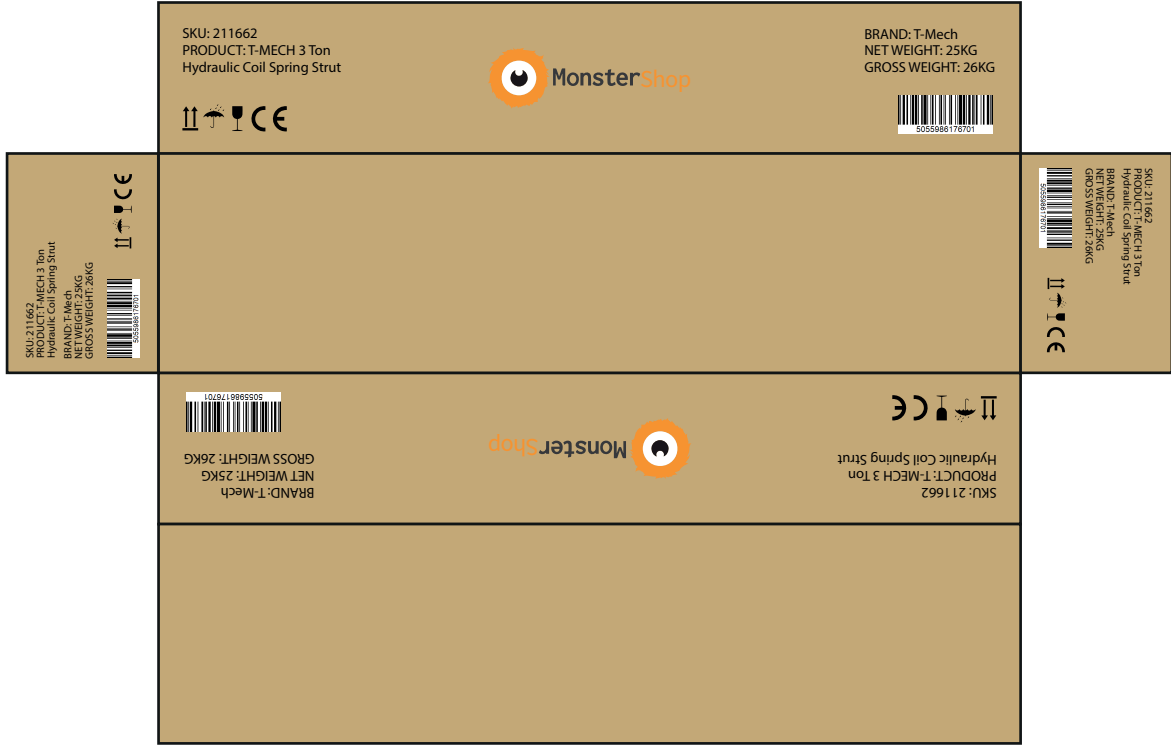 SKU: 211662
PRODUCT: T-MECH 3 Ton
Hydraulic Coil Spring Strut
MonsterShop
BRAND: T-Mech
NET WEIGHT: 25KG
GROSS WEIGHT: 26KG
CE
5055986176701
SKU: 211662
PRODUCT: T-MECH 3 Ton
Hydraulic Coil Spring Strut
BRAND: T-Mech
NET WEIGHT: 25KG
GROSS WEIGHT: 26KG
CE
5055986176701
SKU: 211662
PRODUCT: T-MECH 3 Ton
Hydraulic Coil Spring Strut
BRAND: T-Mech
NET WEIGHT: 25KG
GROSS WEIGHT: 26KG
5055986176701
CE
SKU: 211662
PRODUCT: T-MECH 3 Ton
Hydraulic Coil Spring Strut
CE
MonsterShop
BRAND: T-Mech
NET WEIGHT: 25KG
GROSS WEIGHT: 26KG
5055986176701